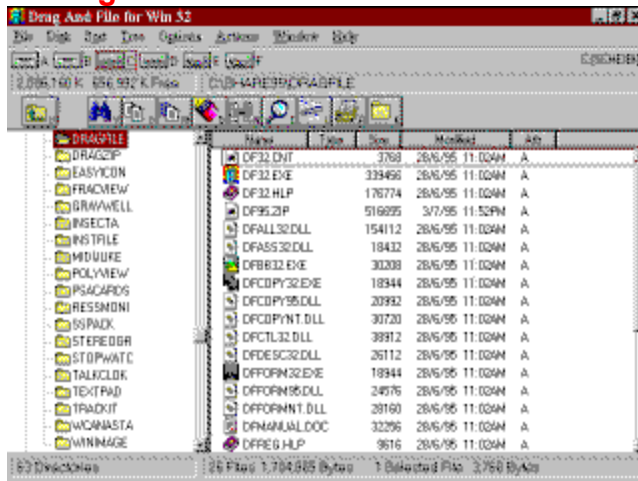 Drag And File for Win 32
File Disk Tree Options Actions Window Help
A B C D E F
2,096,160 K 656,992 K Free C:\SHAREB9\DRAGFILE
Name Type Size Modified Attr
DRAGFILE
DRAGZIP
EASYICON
FRACVIEW
GRAVWELL
INSECTA
INSTFILE
POLYVIEW
PSACARDS
RESSMONI
SSPACK
STEREOGR
STOPWATC
TALKCLOK
TEXTPAD
TRACKIT
WCANASTA
WINIMAGE
DF32.CNT 3768 28/6/95 11:02AM A
DF32.EXE 339456 28/6/95 11:02AM A
DF32.HLP 176774 28/6/95 11:02AM A
DF95.ZIP 516695 3/7/95 11:52PM A
DFALL32.DLL 154112 28/6/95 11:02AM A
DFASS32.DLL 18432 28/6/95 11:02AM A
DFBB32.EXE 30208 28/6/95 11:02AM A
DFCOPY32.EXE 18944 28/6/95 11:02AM A
DFCOPY95.DLL 20992 28/6/95 11:02AM A
DFCOPYNT.DLL 30720 28/6/95 11:02AM A
DFCTL32.DLL 38912 28/6/95 11:02AM A
DFDESC32.DLL 26112 28/6/95 11:02AM A
DFFORM32.EXE 18944 28/6/95 11:02AM A
DFFORM95.DLL 24576 28/6/95 11:02AM A
DFFORMNT.DLL 28160 28/6/95 11:02AM A
DFMANUAL.DOC 32256 28/6/95 11:02AM A
DFREG.HLP 9616 28/6/95 11:02AM A
63 Directories 26 Files 1,704,885 Bytes 1 Selected File 3,768 Bytes